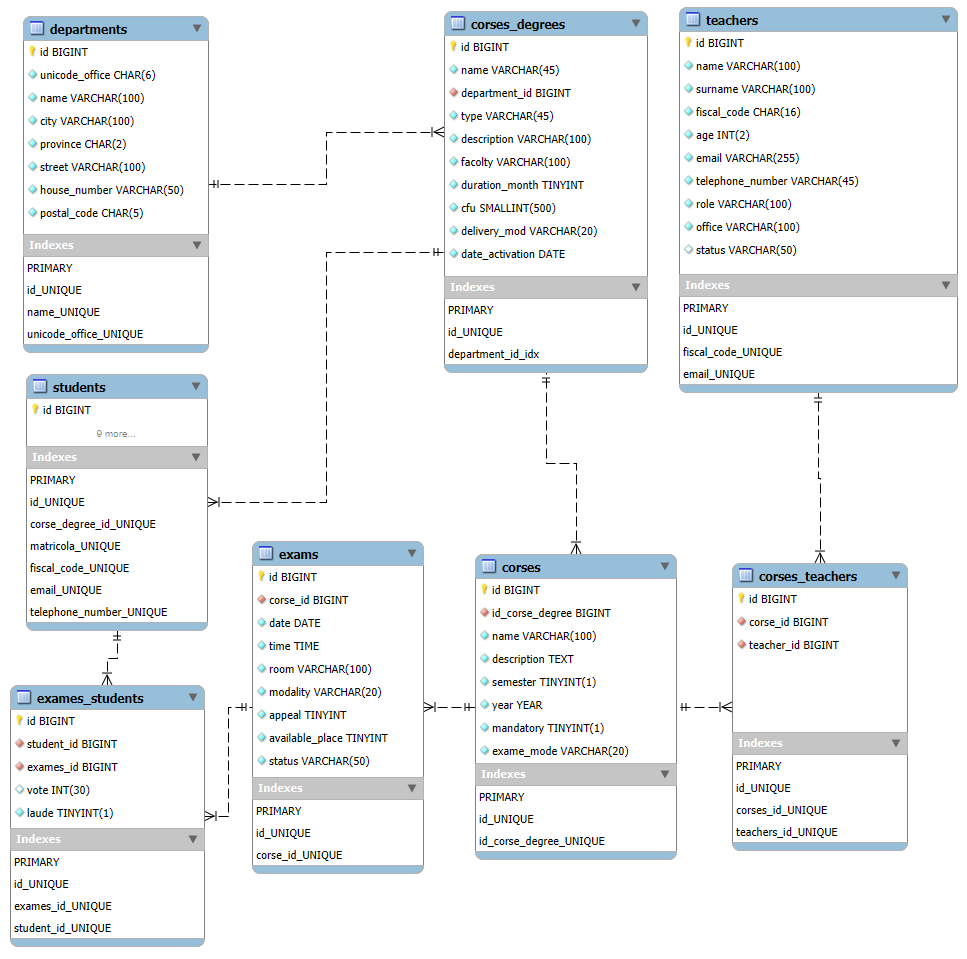 departments
id BIGINT
unicode_office CHAR(6)
name VARCHAR(100)
city VARCHAR(100)
province CHAR(2)
street VARCHAR(100)
house_number VARCHAR(50)
postal_code CHAR(5)
Indexes
PRIMARY
id_UNIQUE
name_UNIQUE
unicode_office_UNIQUE
corses_degrees
id BIGINT
name VARCHAR(45)
department_id BIGINT
type VARCHAR(45)
description VARCHAR(100)
facolty VARCHAR(100)
duration_month TINYINT
cfu SMALLINT(500)
delivery_mod VARCHAR(20)
date_activation DATE
Indexes
PRIMARY
id_UNIQUE
department_id_idx
teachers
id BIGINT
name VARCHAR(100)
surname VARCHAR(100)
fiscal_code CHAR(16)
age INT(2)
email VARCHAR(255)
telephone_number VARCHAR(45)
role VARCHAR(100)
office VARCHAR(100)
status VARCHAR(50)
Indexes
PRIMARY
id_UNIQUE
fiscal_code_UNIQUE
email_UNIQUE
students
id BIGINT
9 more...
Indexes
PRIMARY
id_UNIQUE
corse_degree_id_UNIQUE
matricola_UNIQUE
fiscal_code_UNIQUE
email_UNIQUE
telephone_number_UNIQUE
exams
id BIGINT
corse_id BIGINT
date DATE
time TIME
room VARCHAR(100)
modality VARCHAR(20)
appeal TINYINT
available_place TINYINT
status VARCHAR(50)
Indexes
PRIMARY
id_UNIQUE
corse_id_UNIQUE
corses
id BIGINT
id_corse_degree BIGINT
name VARCHAR(100)
description TEXT
semester TINYINT(1)
year YEAR
mandatory TINYINT(1)
exame_mode VARCHAR(20)
Indexes
PRIMARY
id_UNIQUE
id_corse_degree_UNIQUE
corses_teachers
id BIGINT
corse_id BIGINT
teacher_id BIGINT
Indexes
PRIMARY
id_UNIQUE
corses_id_UNIQUE
teachers_id_UNIQUE
exames_students
id BIGINT
student_id BIGINT
exames_id BIGINT
vote INT(30)
laude TINYINT(1)
Indexes
PRIMARY
id_UNIQUE
exames_id_UNIQUE
student_id_UNIQUE